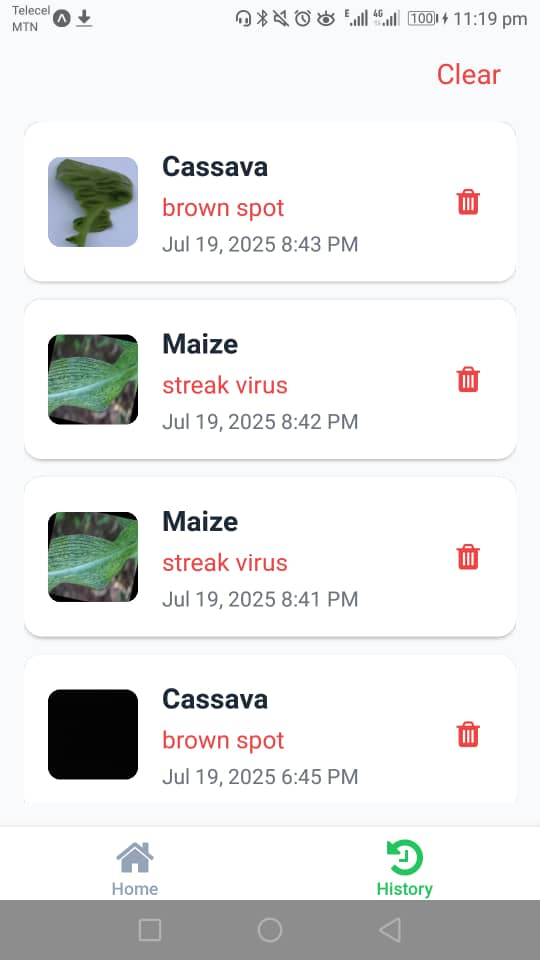 Telecel
MTN
E
4G
100
11:19 pm
Clear
Cassava
brown spot
Jul 19, 2025 8:43 PM
Maize
streak virus
Jul 19, 2025 8:42 PM
Maize
streak virus
Jul 19, 2025 8:41 PM
Cassava
brown spot
Jul 19, 2025 6:45 PM
Home
History